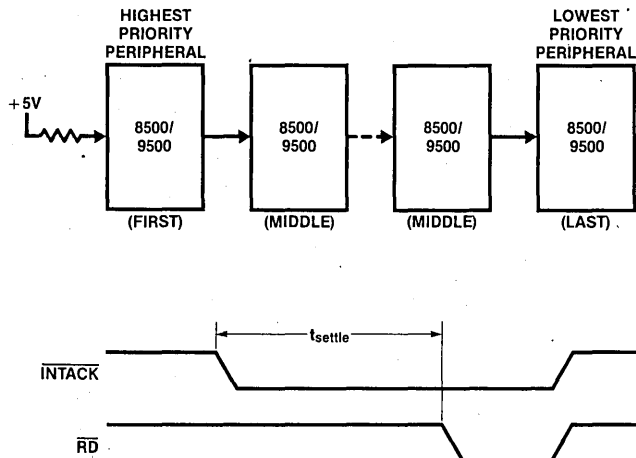 HIGHEST
PRIORITY
PERIPHERAL
LOWEST
PRIORITY
PERIPHERAL
+5V
8500/
9500
8500/
9500
8500/
9500
8500/
9500
(FIRST)
(MIDDLE)
(MIDDLE)
(LAST)
tsettle
INTACK
RD